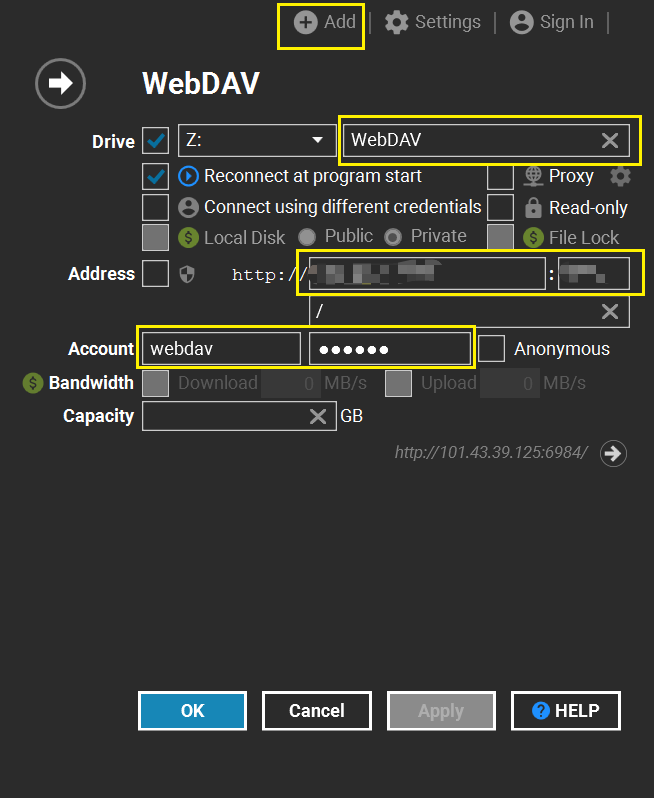 Add | Settings | Sign In |
WebDAV
Drive Z: WebDAV
Reconnect at program start Proxy
Connect using different credentials Read-only
$ Local Disk Public Private $ File Lock
Address http:// :
/
Account webdav ●●●●●● Anonymous
$ Bandwidth Download 0 MB/s Upload 0 MB/s
Capacity GB
http://101.43.39.125:6984/
OK Cancel Apply ? HELP